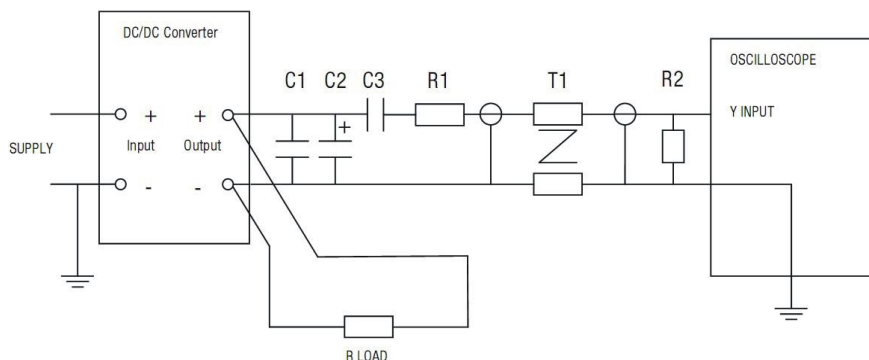 DC/DC Converter
C1 C2 C3 R1 T1 R2
OSCILLOSCOPE
+ + + Y INPUT
SUPPLY Input Output
- -
R LOAD